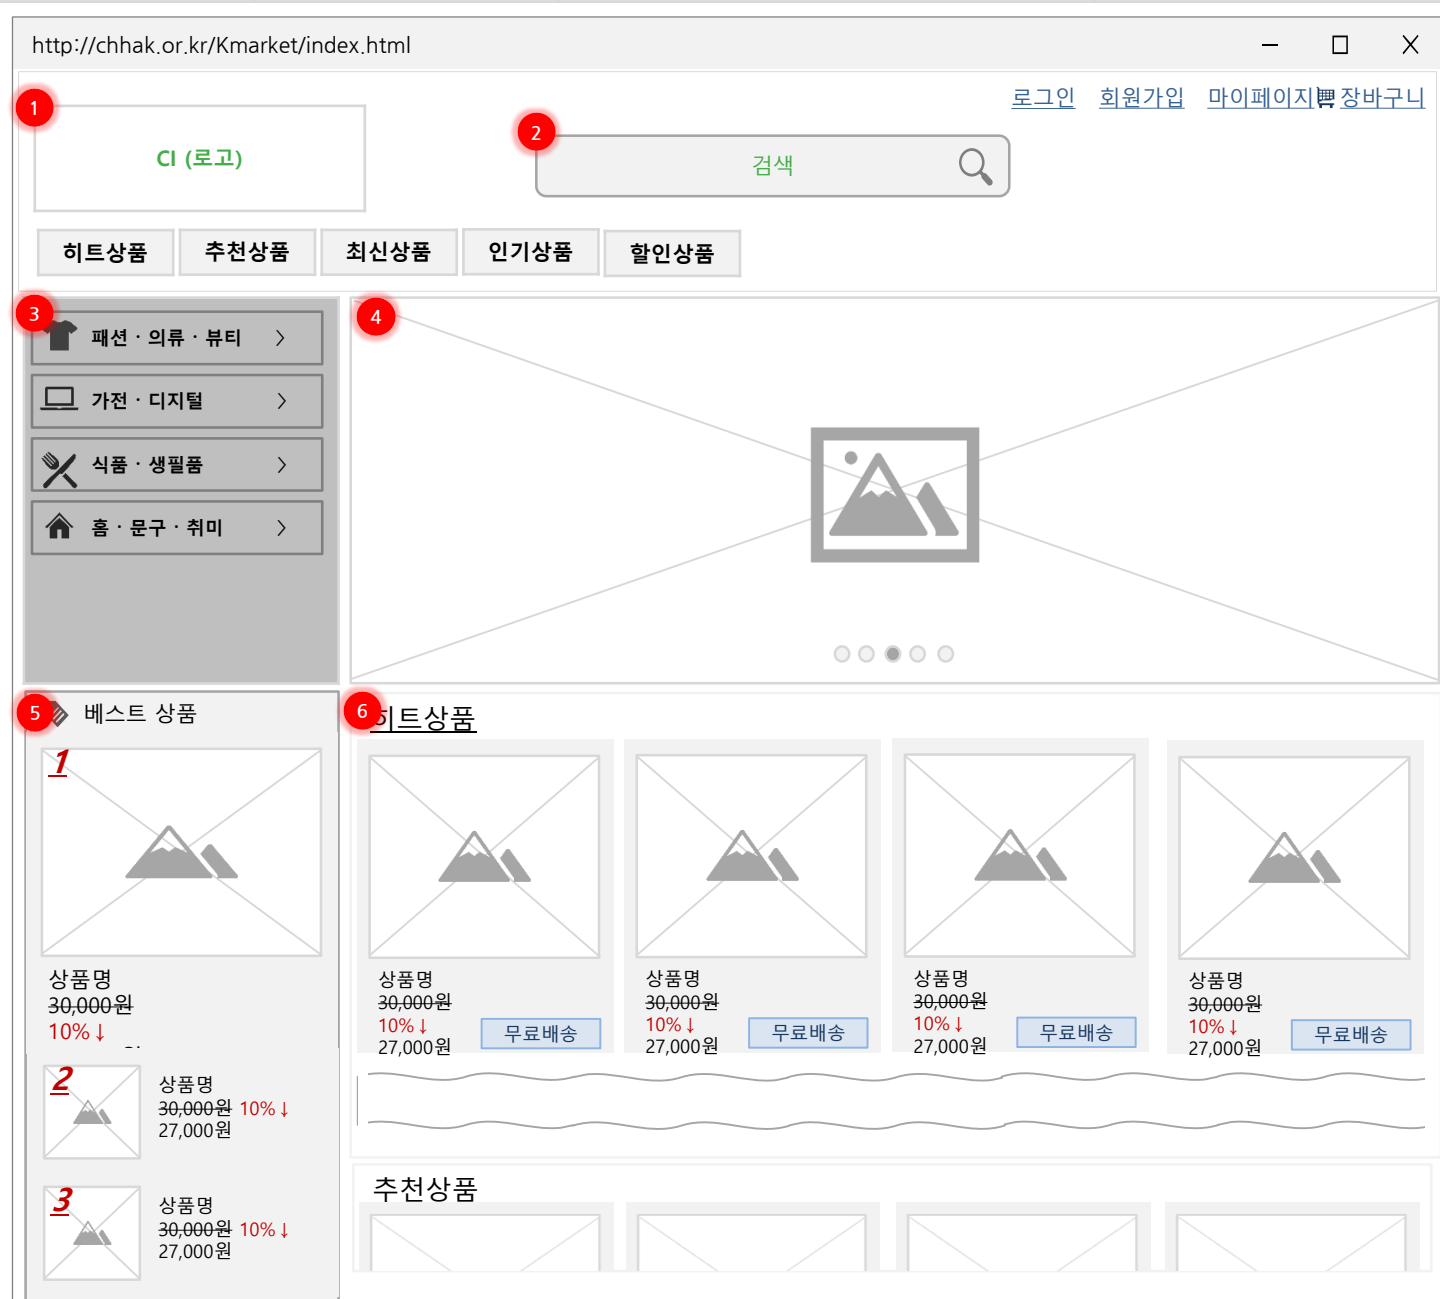 http://chhak.or.kr/Kmarket/index.html
로그인 회원가입 마이페이지 장바구니
1
CI (로고)
2
검색
히트상품 추천상품 최신상품 인기상품 할인상품
3
패션 · 의류 · 뷰티
가전 · 디지털
식품 · 생필품
홈 · 문구 · 취미
4
5
베스트 상품
1
상품명
30,000원
10%↓
2
상품명
30,000원 10%↓
27,000원
3
상품명
30,000원 10%↓
27,000원
6
히트상품
상품명
30,000원
10%↓
27,000원
무료배송
상품명
30,000원
10%↓
27,000원
무료배송
상품명
30,000원
10%↓
27,000원
무료배송
상품명
30,000원
10%↓
27,000원
무료배송
추천상품